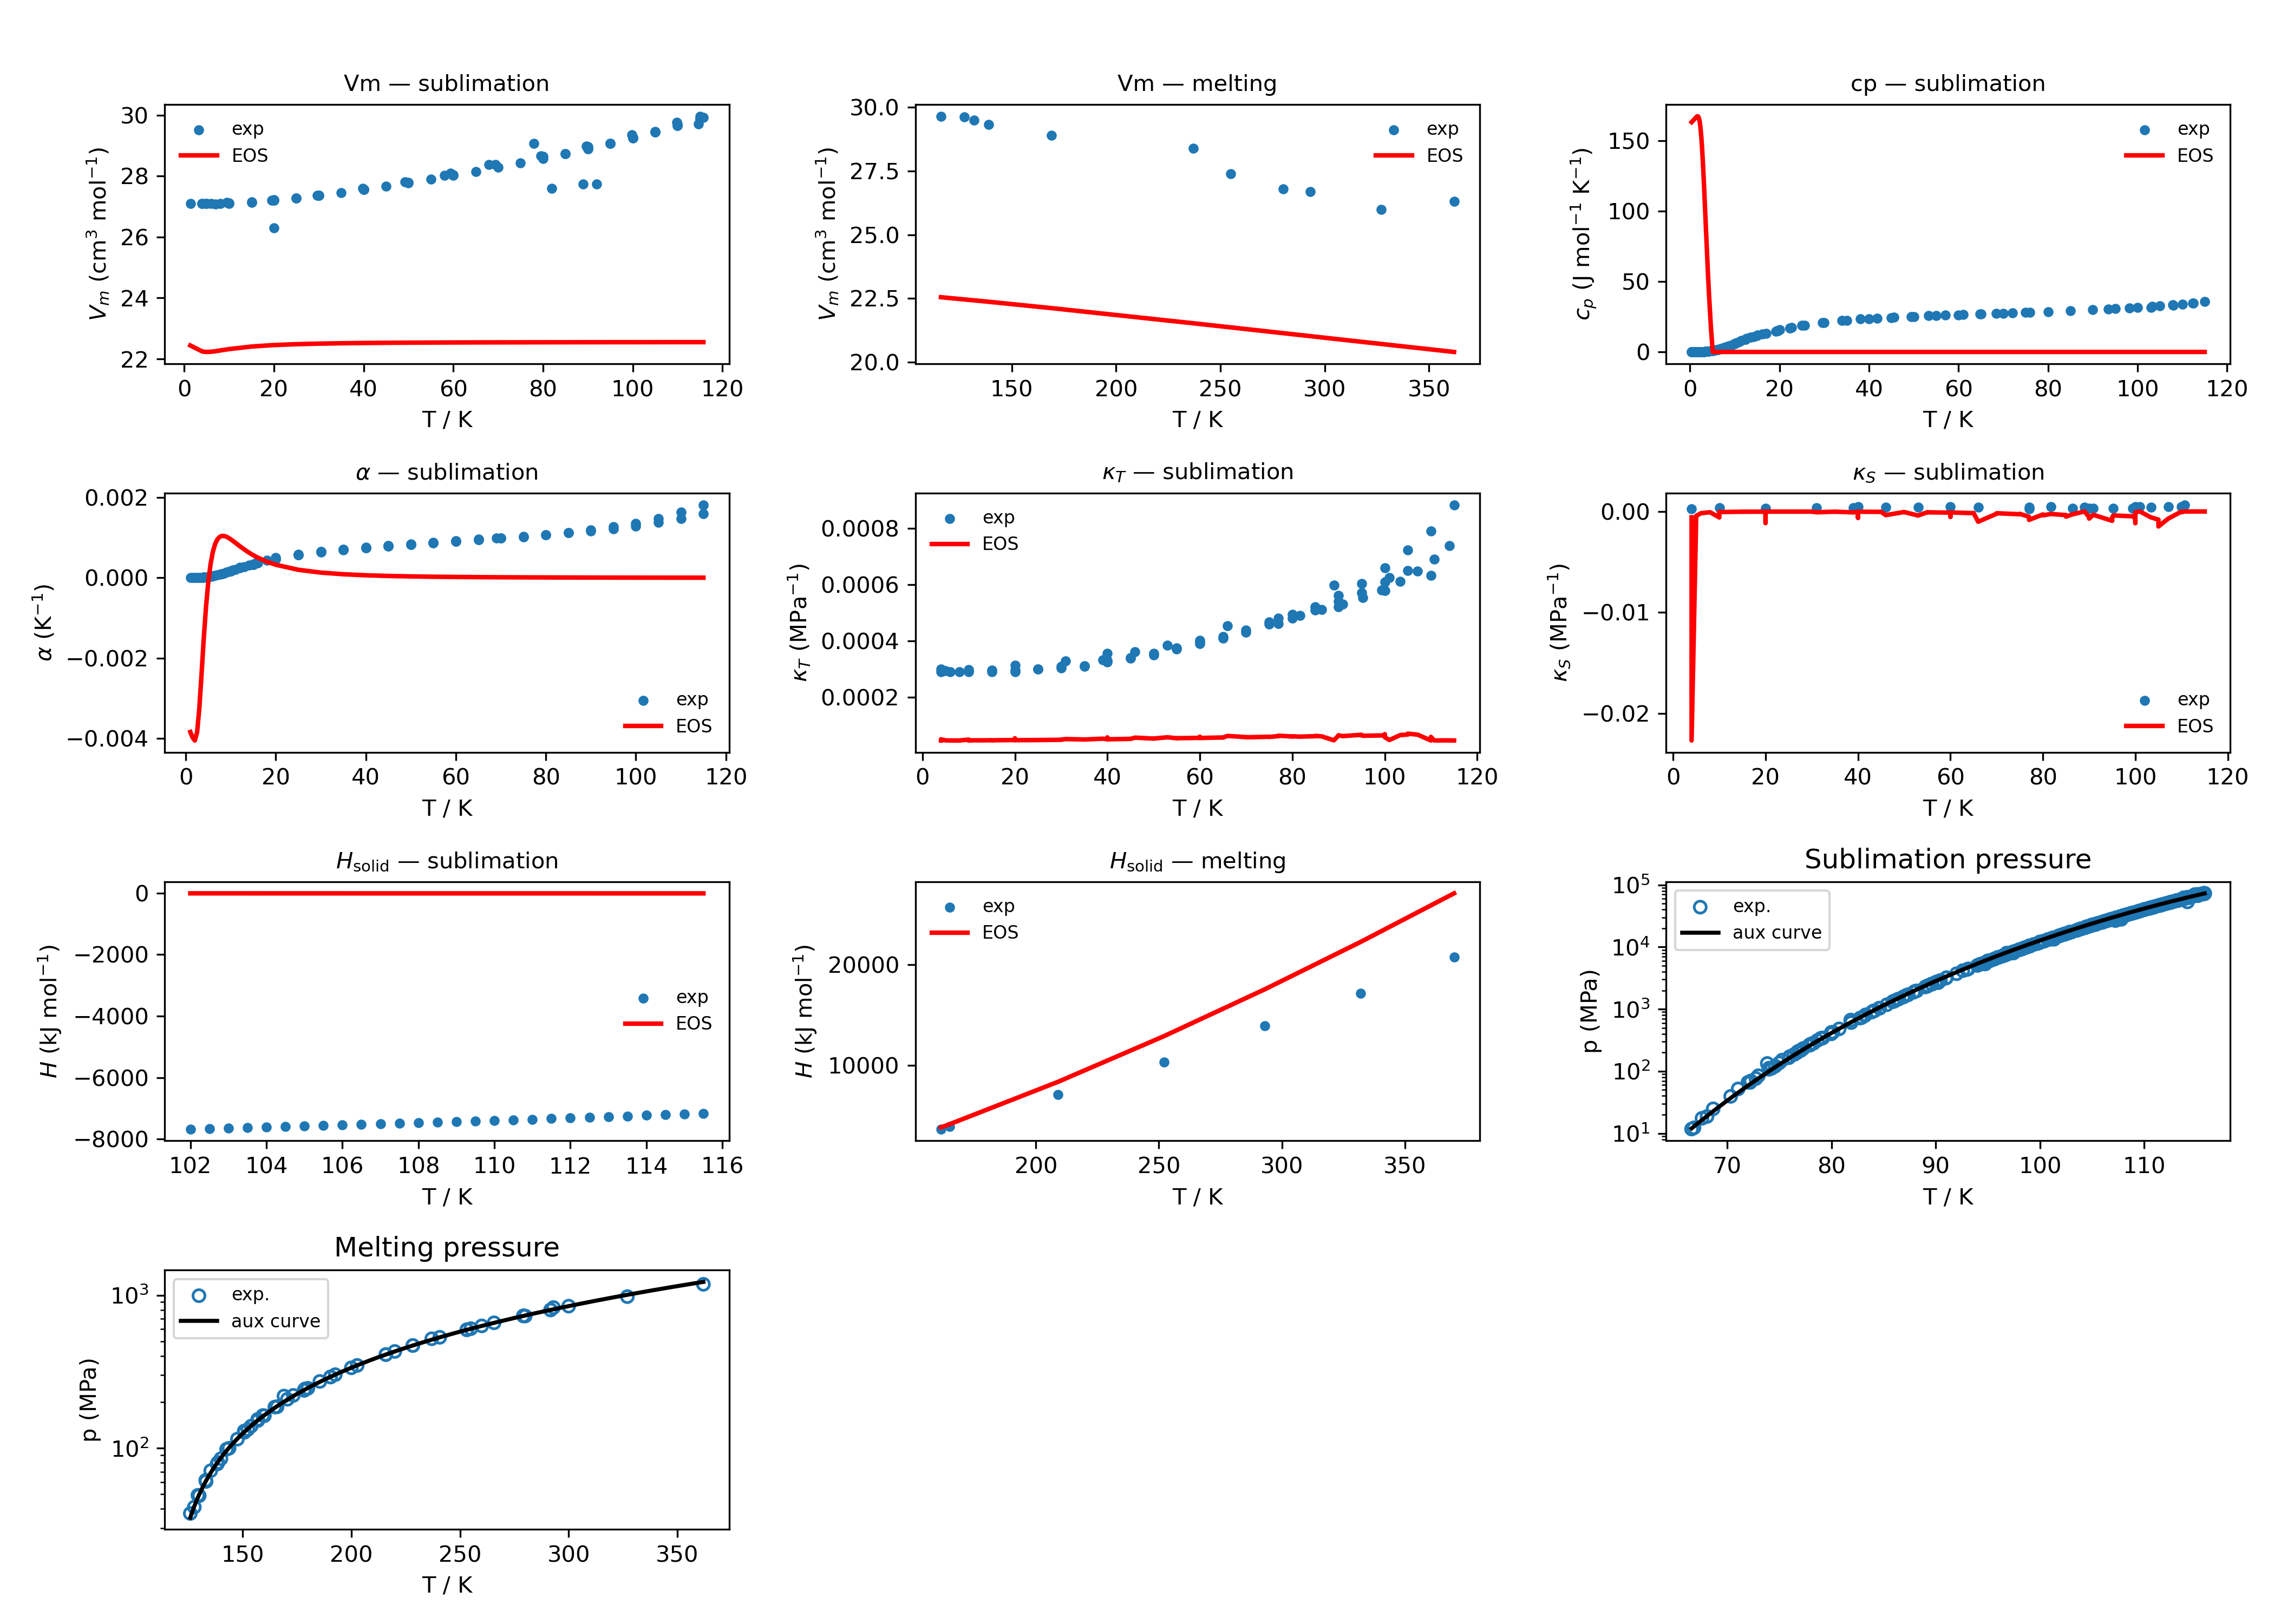 Vm — sublimation
30
28
26
24
22
V_m (cm³ mol⁻¹)
exp
EOS
0 20 40 60 80 100 120
T / K
Vm — melting
30.0
27.5
25.0
22.5
20.0
V_m (cm³ mol⁻¹)
exp
EOS
150 200 250 300 350
T / K
cp — sublimation
150
100
50
0
c_p (J mol⁻¹ K⁻¹)
exp
EOS
0 20 40 60 80 100 120
T / K
α — sublimation
0.002
0.000
−0.002
−0.004
α (K⁻¹)
exp
EOS
0 20 40 60 80 100 120
T / K
κ_T — sublimation
0.0008
0.0006
0.0004
0.0002
κ_T (MPa⁻¹)
exp
EOS
0 20 40 60 80 100 120
T / K
κ_S — sublimation
0.00
−0.01
−0.02
κ_S (MPa⁻¹)
exp
EOS
0 20 40 60 80 100 120
T / K
H_solid — sublimation
0
−2000
−4000
−6000
−8000
H (kJ mol⁻¹)
exp
EOS
102 104 106 108 110 112 114 116
T / K
H_solid — melting
20000
10000
H (kJ mol⁻¹)
exp
EOS
200 250 300 350
T / K
Sublimation pressure
10⁵
10⁴
10³
10²
10¹
p (MPa)
exp.
aux curve
70 80 90 100 110
T / K
Melting pressure
10³
10²
p (MPa)
exp.
aux curve
150 200 250 300 350
T / K